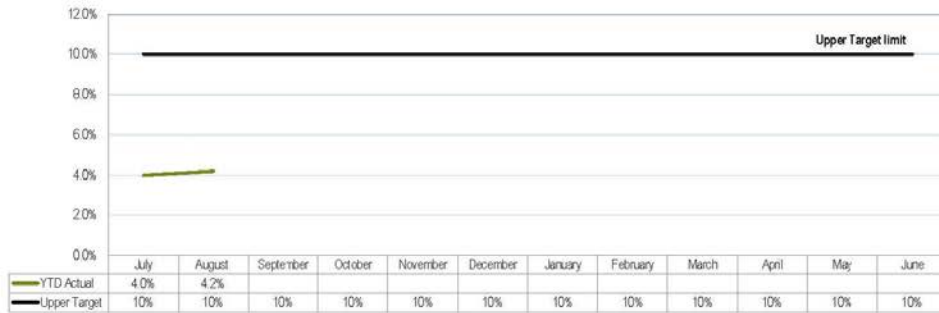 12.0%
10.0%
Upper Target limit
8.0%
6.0%
4.0%
2.0%
0.0%
July August September October November December January February March April May June
YTD Actual 4.0% 4.2%
Upper Target 10% 10% 10% 10% 10% 10% 10% 10% 10% 10% 10% 10%